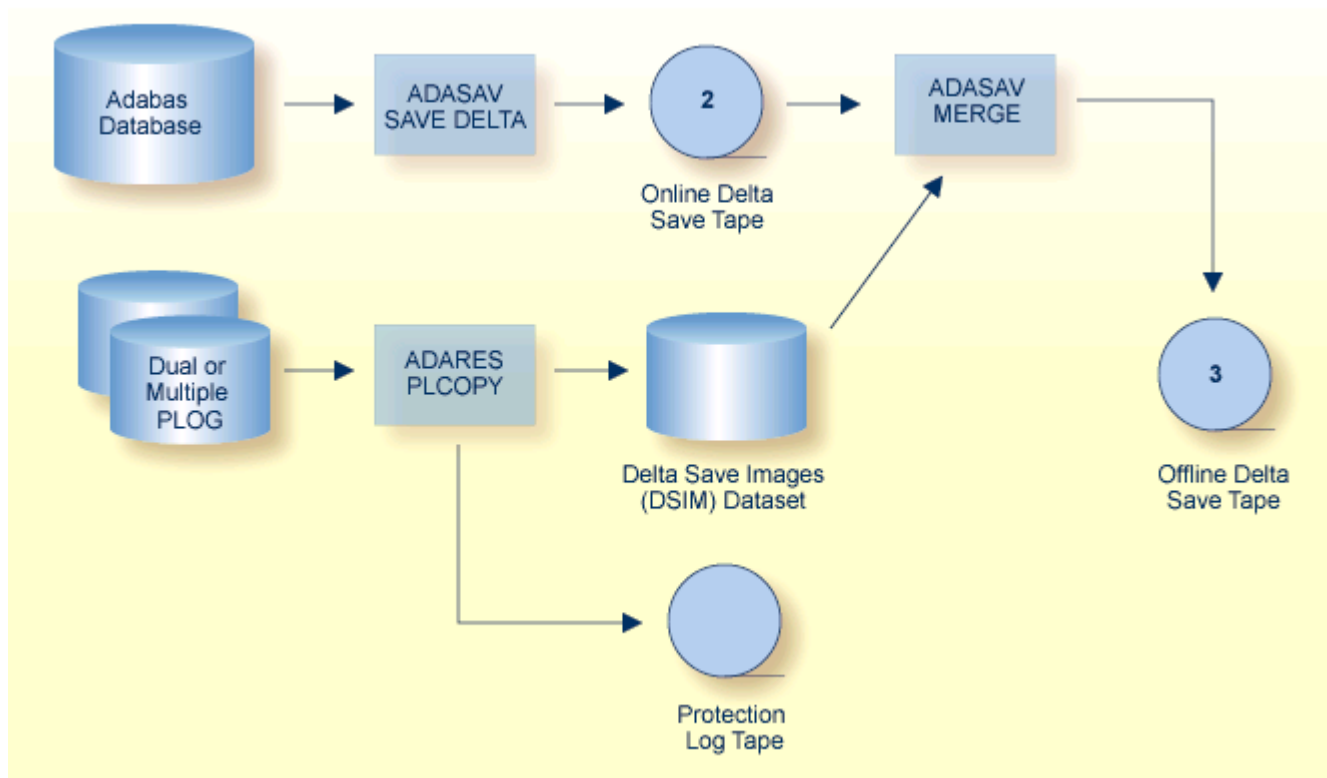 Adabas
Database
ADASAV
SAVE DELTA
2
Online Delta
Save Tape
ADASAV
MERGE
Dual or
Multiple
PLOG
ADARES
PLCOPY
Delta Save Images
(DSIM) Dataset
3
Offline Delta
Save Tape
Protection
Log Tape